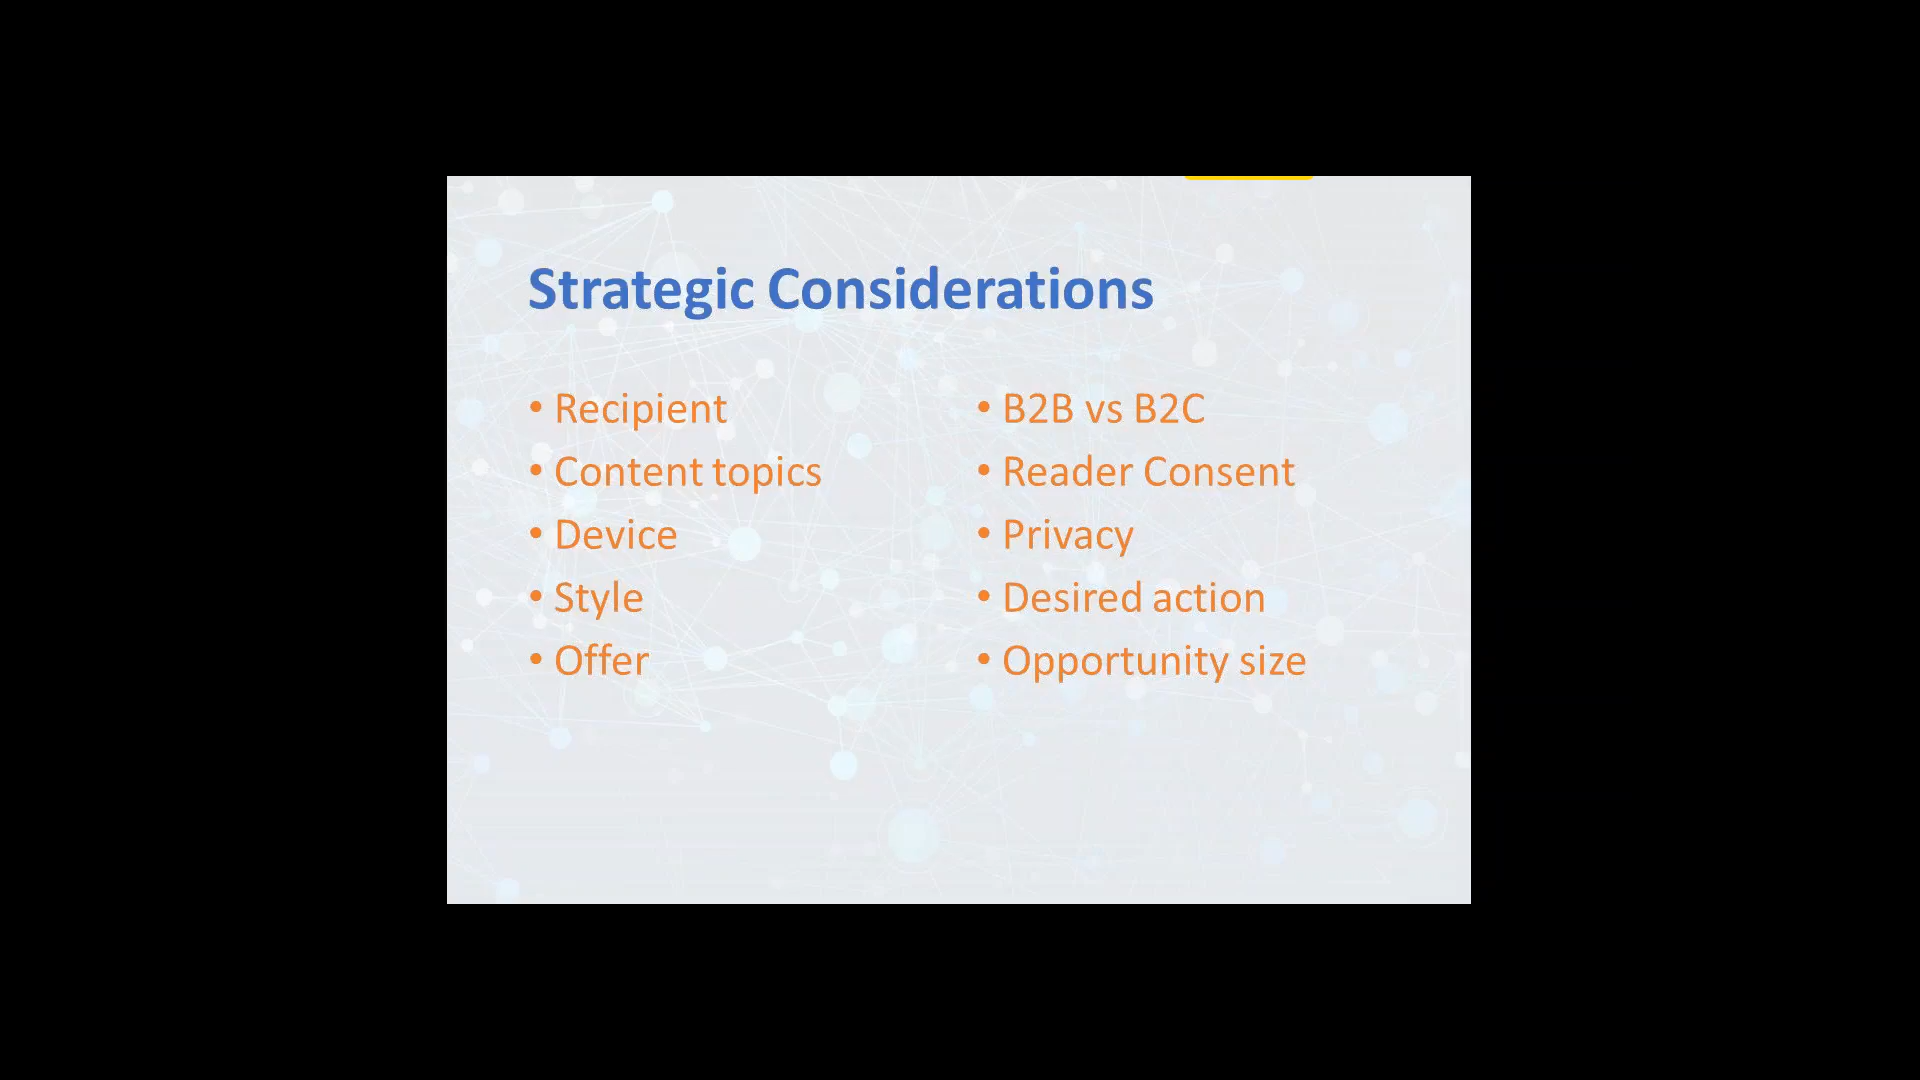 Strategic Considerations
• Recipient
• Content topics
• Device
• Style
• Offer
• B2B vs B2C
• Reader Consent
• Privacy
• Desired action
• Opportunity size